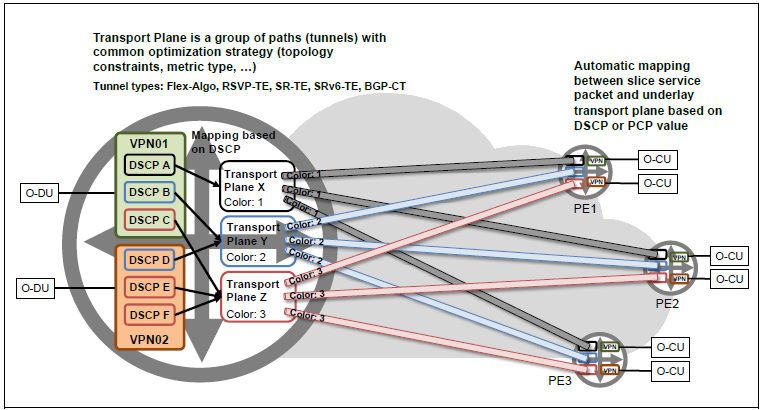 Transport Plane is a group of paths (tunnels) with
common optimization strategy (topology
constraints, metric type, …)
Tunnel types: Flex-Algo, RSVP-TE, SR-TE, SRv6-TE, BGP-CT
Automatic mapping
between slice service
packet and underlay
transport plane based on
DSCP or PCP value
VPN01
DSCP A
DSCP B
DSCP C
DSCP D
DSCP E
DSCP F
VPN02
O-DU
O-DU
Mapping based
on DSCP
Transport
Plane X
Color: 1
Transport
Plane Y
Color: 2
Transport
Plane Z
Color: 3
Color: 1
Color: 1
Color: 1
Color: 2
Color: 2
Color: 2
Color: 3
Color: 3
Color: 3
VPN
VPN
O-CU
O-CU
PE1
VPN
VPN
O-CU
O-CU
PE2
VPN
VPN
O-CU
O-CU
PE3